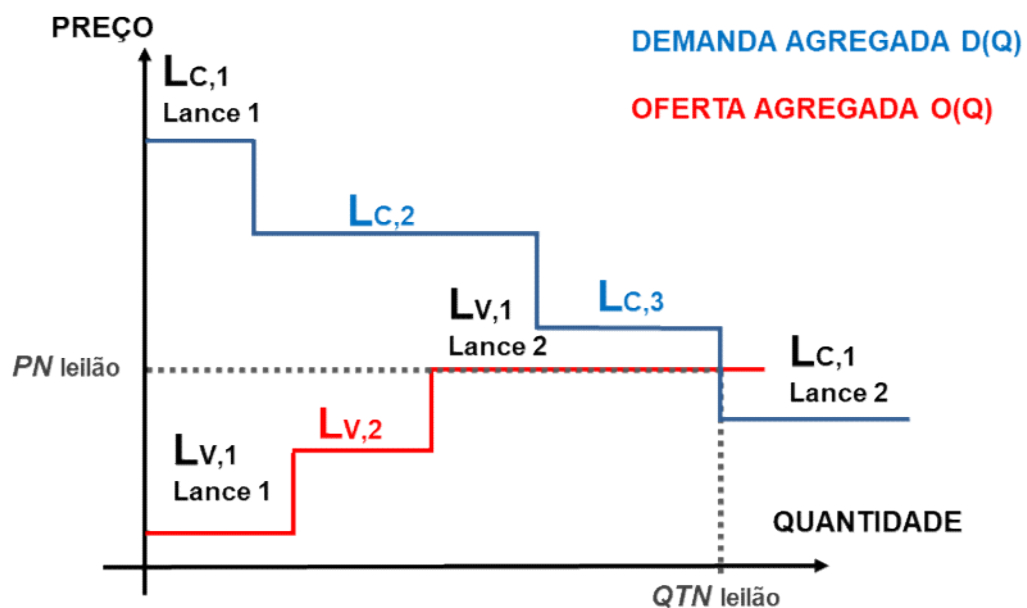 PREÇO
DEMANDA AGREGADA D(Q)
OFERTA AGREGADA O(Q)
LC,1
Lance 1
LC,2
LC,3
LV,1
Lance 2
LC,1
Lance 2
PN leilão
LV,2
LV,1
Lance 1
QUANTIDADE
QTN leilão